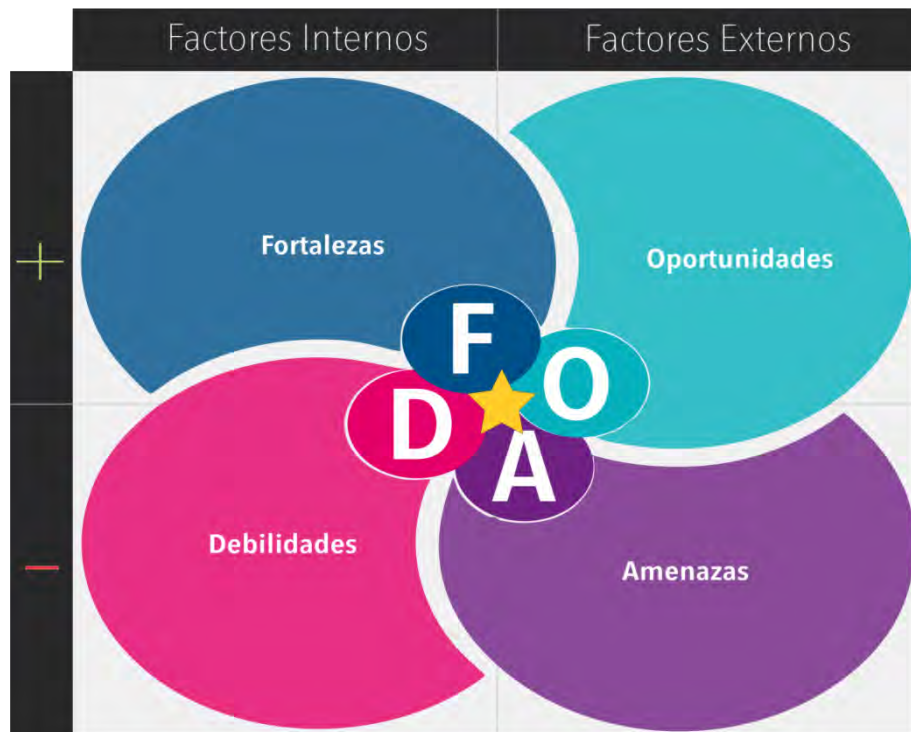 Factores Internos
Factores Externos
+
Fortalezas
Oportunidades
F
O
D
A
−
Debilidades
Amenazas